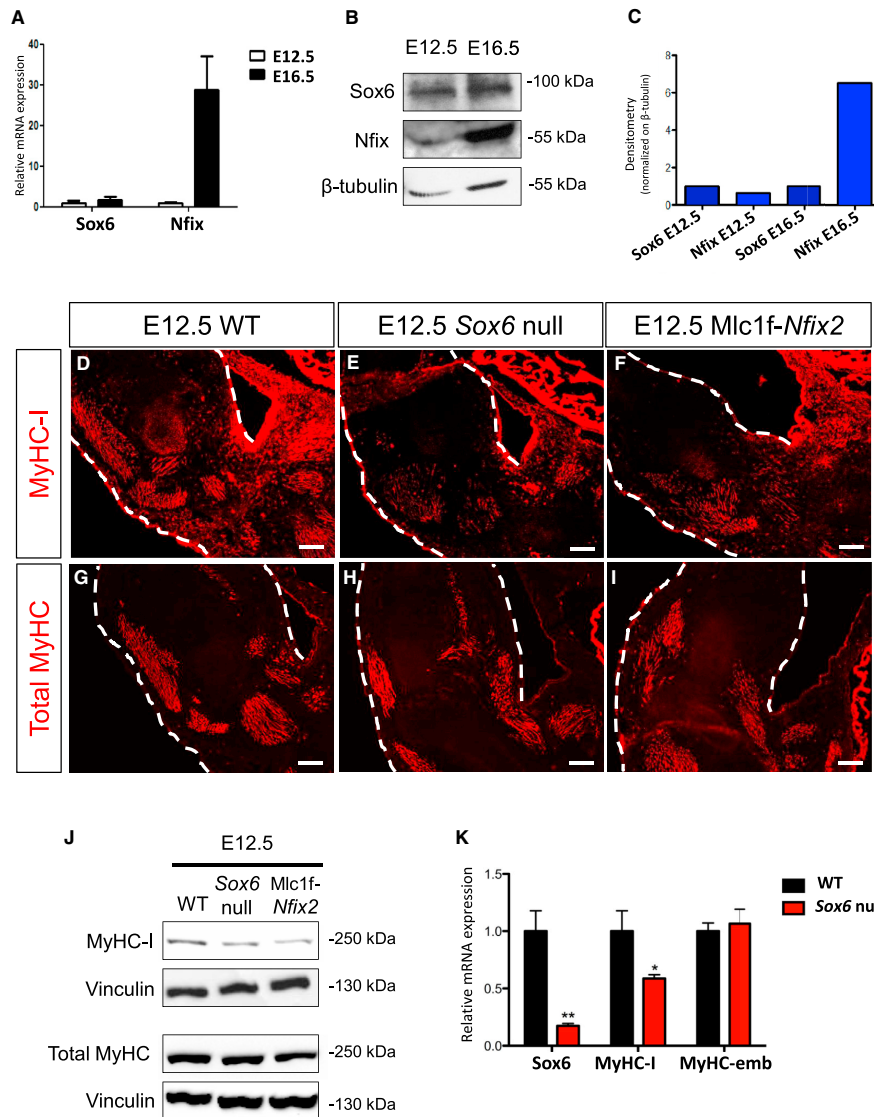 A
Relative mRNA expression
40
30
20
10
0
Sox6 Nfix
E12.5
E16.5
B
E12.5 E16.5
Sox6 -100 kDa
Nfix -55 kDa
β-tubulin -55 kDa
C
Densitometry
(normalized on β-tubulin)
8
6
4
2
0
Sox6 E12.5
Nfix E12.5
Sox6 E16.5
Nfix E16.5
E12.5 WT
E12.5 Sox6 null
E12.5 Mlc1f-Nfix2
MyHC-I
D
E
F
Total MyHC
G
H
I
J
E12.5
WT
Sox6
null
Mlc1f-
Nfix2
MyHC-I -250 kDa
Vinculin -130 kDa
Total MyHC -250 kDa
Vinculin -130 kDa
K
Relative mRNA expression
1.5
1.0
0.5
0.0
**
*
Sox6 MyHC-I MyHC-emb
WT
Sox6 nu